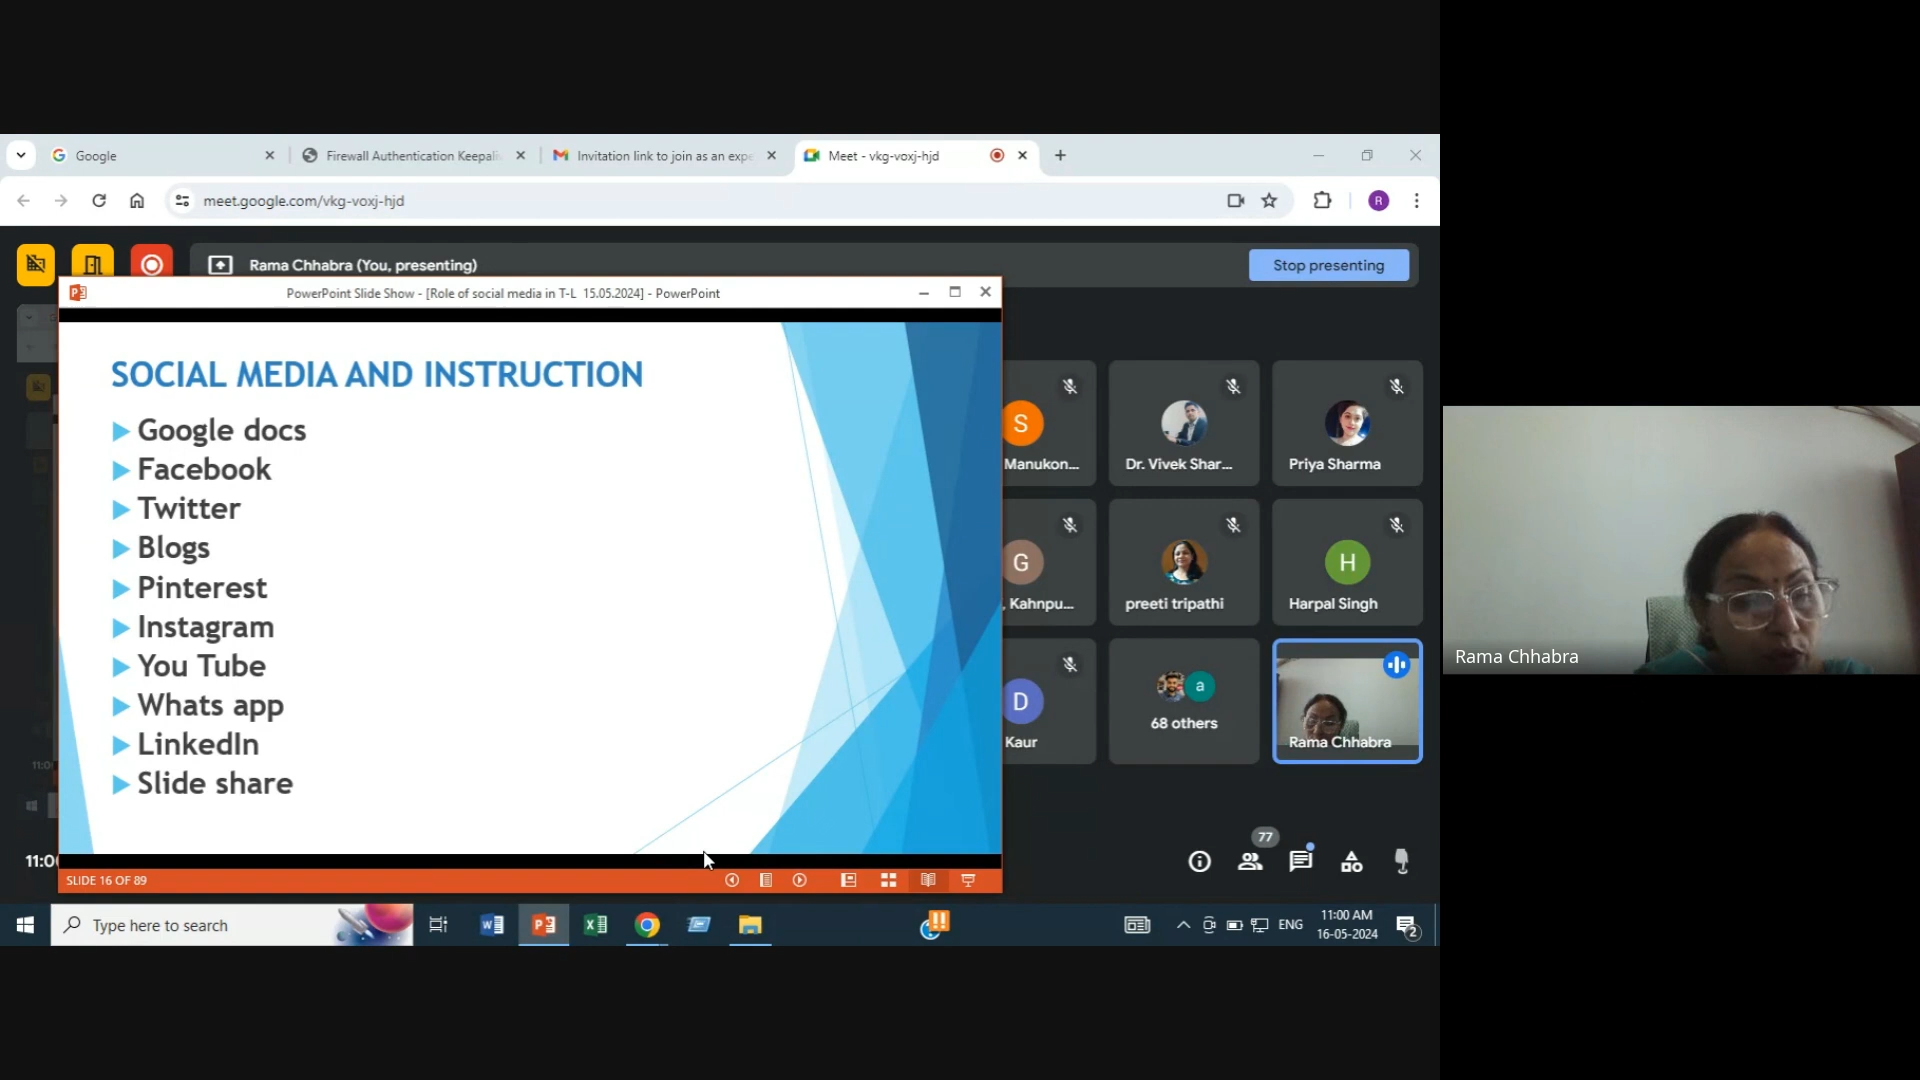 Google
Firewall Authentication Keepali
Invitation link to join as an expe
Meet - vkg-voxj-hjd
meet.google.com/vkg-voxj-hjd
R
Rama Chhabra (You, presenting)
Stop presenting
PowerPoint Slide Show - [Role of social media in T-L 15.05.2024] - PowerPoint
SOCIAL MEDIA AND INSTRUCTION
Google docs
Facebook
Twitter
Blogs
Pinterest
Instagram
You Tube
Whats app
LinkedIn
Slide share
S
Manukon...
Dr. Vivek Shar...
Priya Sharma
G
, Kahnpu...
preeti tripathi
H
Harpal Singh
D
Kaur
a
68 others
Rama Chhabra
Rama Chhabra
77
11:0
SLIDE 16 OF 89
Type here to search
ENG
11:00 AM
16-05-2024
2